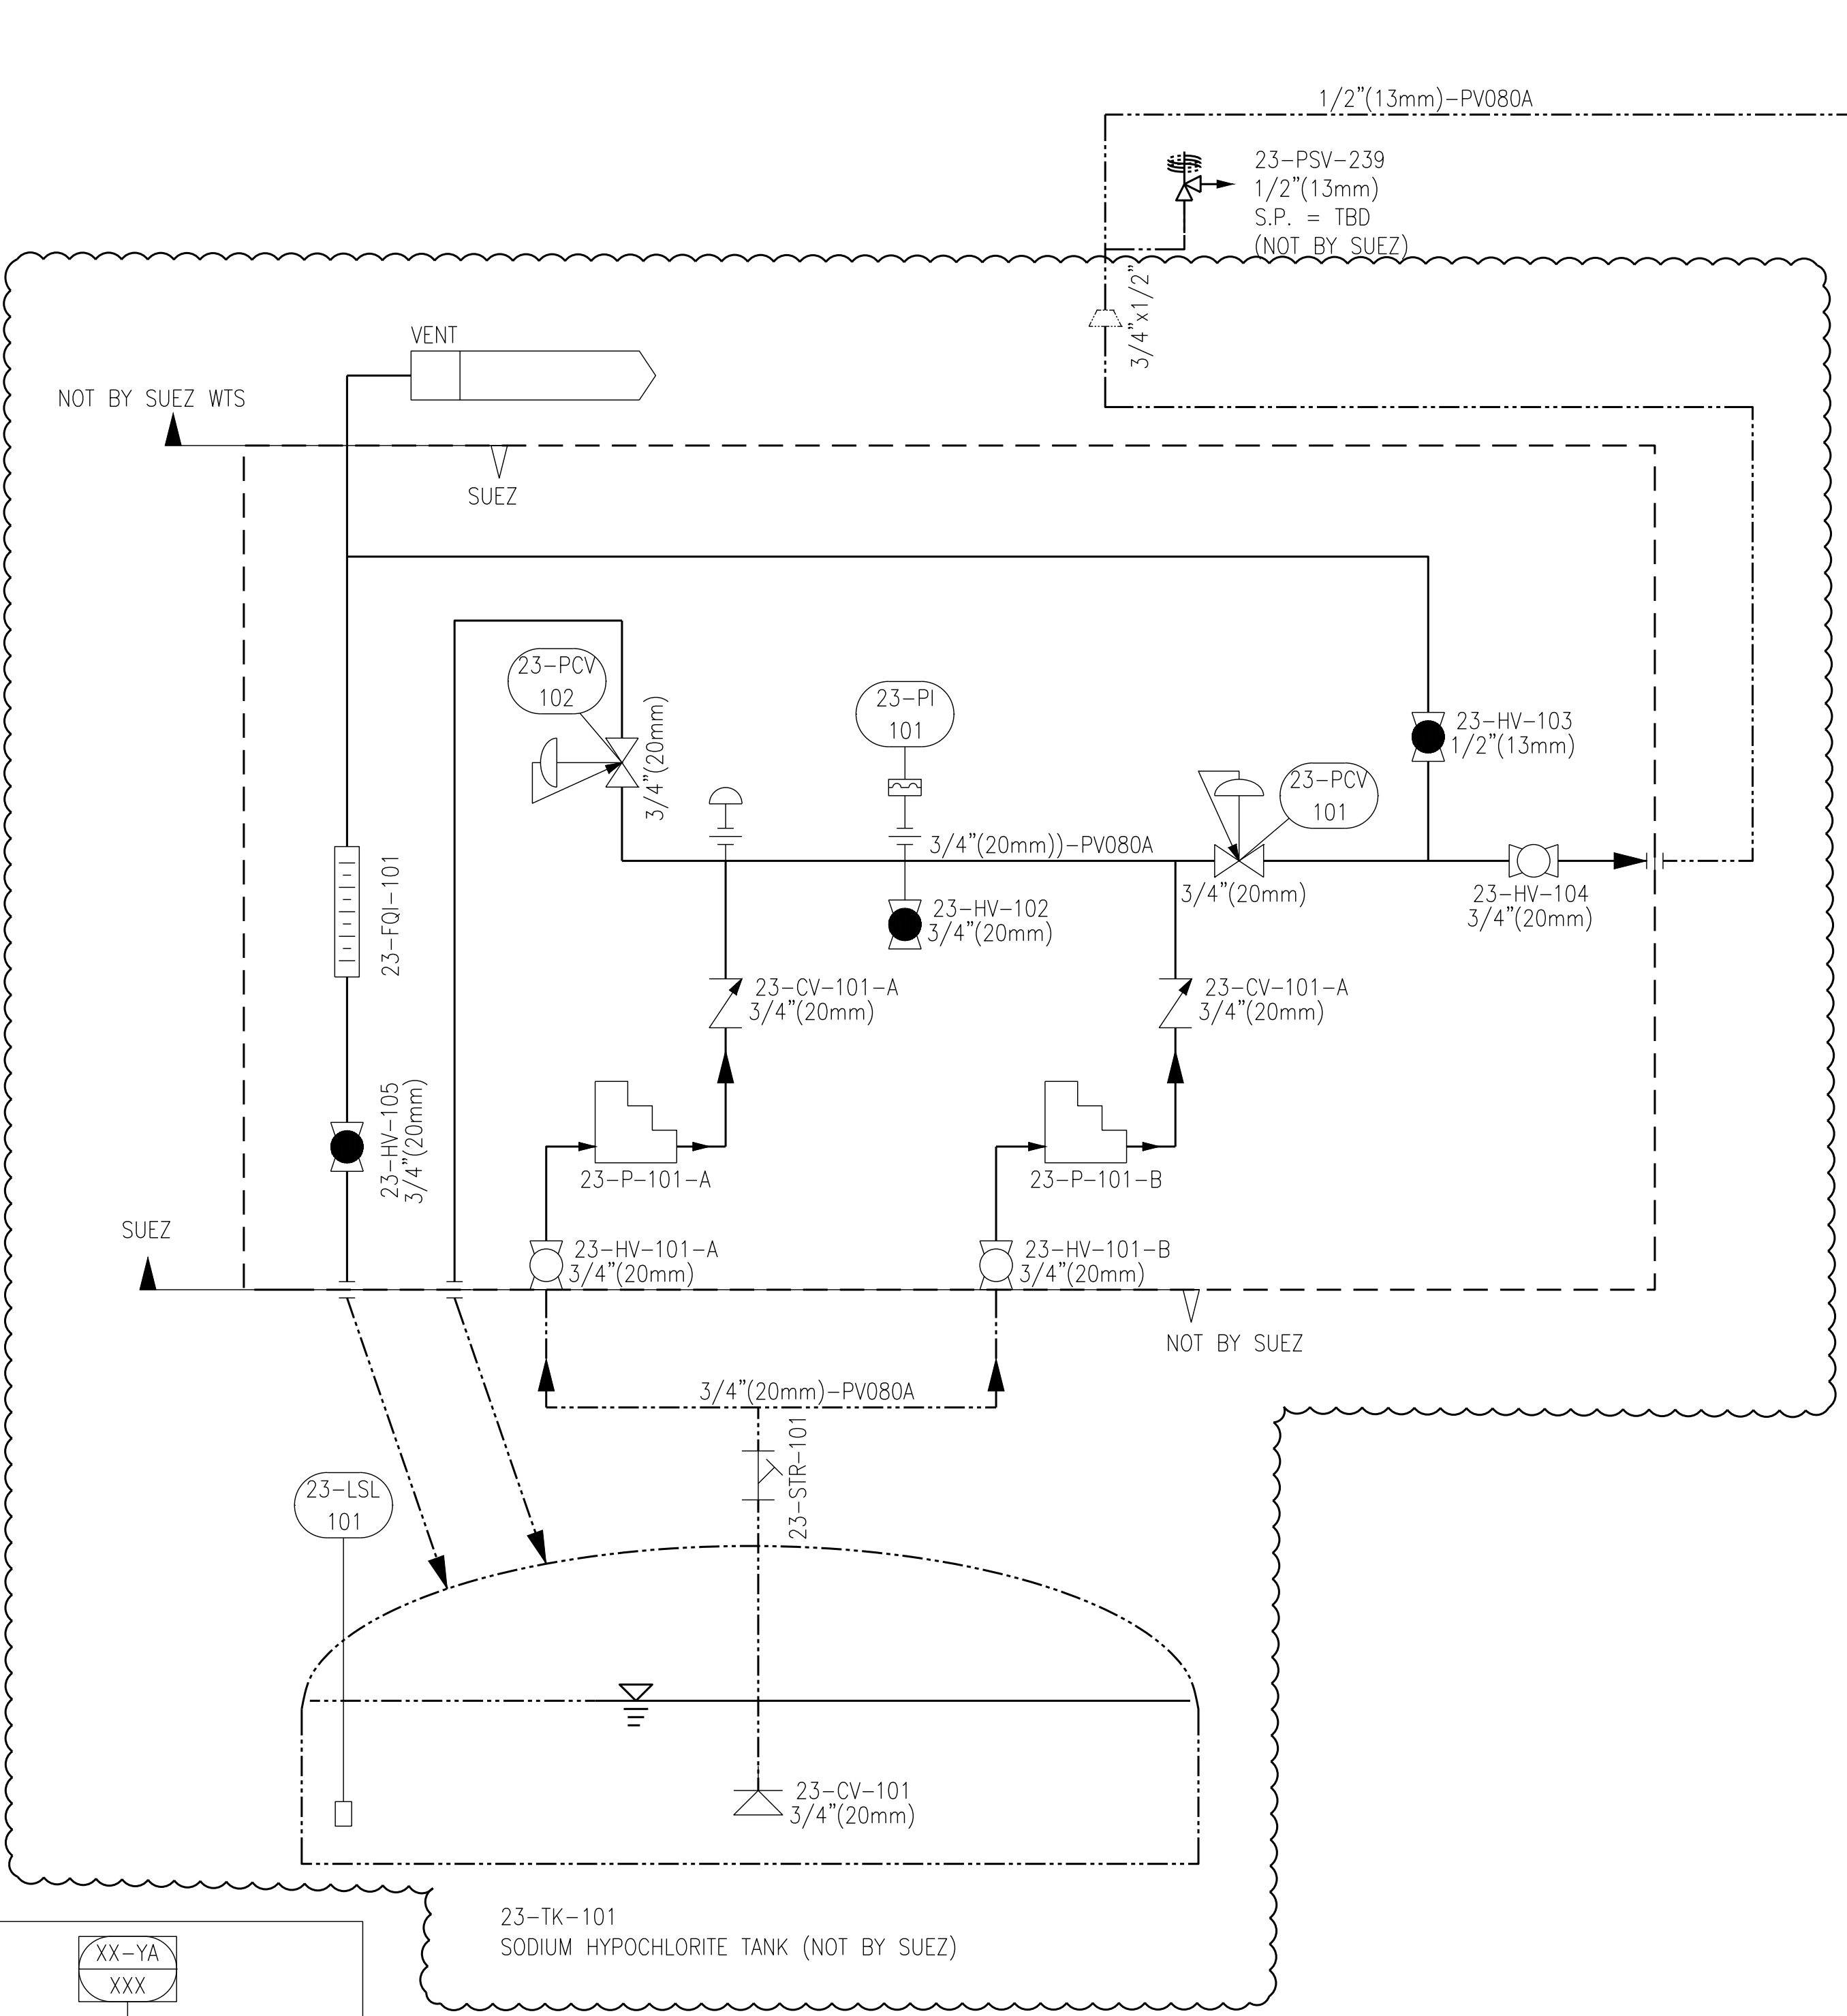 1/2"(13mm)-PV080A
23-PSV-239
1/2"(13mm)
S.P. = TBD
(NOT BY SUEZ)
3/4"x1/2"
VENT
NOT BY SUEZ WTS
SUEZ
23-PCV
102
3/4"(20mm)
23-PI
101
23-HV-103
1/2"(13mm)
23-PCV
101
3/4"(20mm))-PV080A
3/4"(20mm)
23-HV-104
3/4"(20mm)
23-FQI-101
23-HV-102
3/4"(20mm)
23-CV-101-A
3/4"(20mm)
23-CV-101-A
3/4"(20mm)
23-HV-105
3/4"(20mm)
23-P-101-A
23-P-101-B
SUEZ
23-HV-101-A
3/4"(20mm)
23-HV-101-B
3/4"(20mm)
NOT BY SUEZ
3/4"(20mm)-PV080A
23-STR-101
23-LSL
101
23-CV-101
3/4"(20mm)
23-TK-101
SODIUM HYPOCHLORITE TANK (NOT BY SUEZ)
XX-YA
XXX